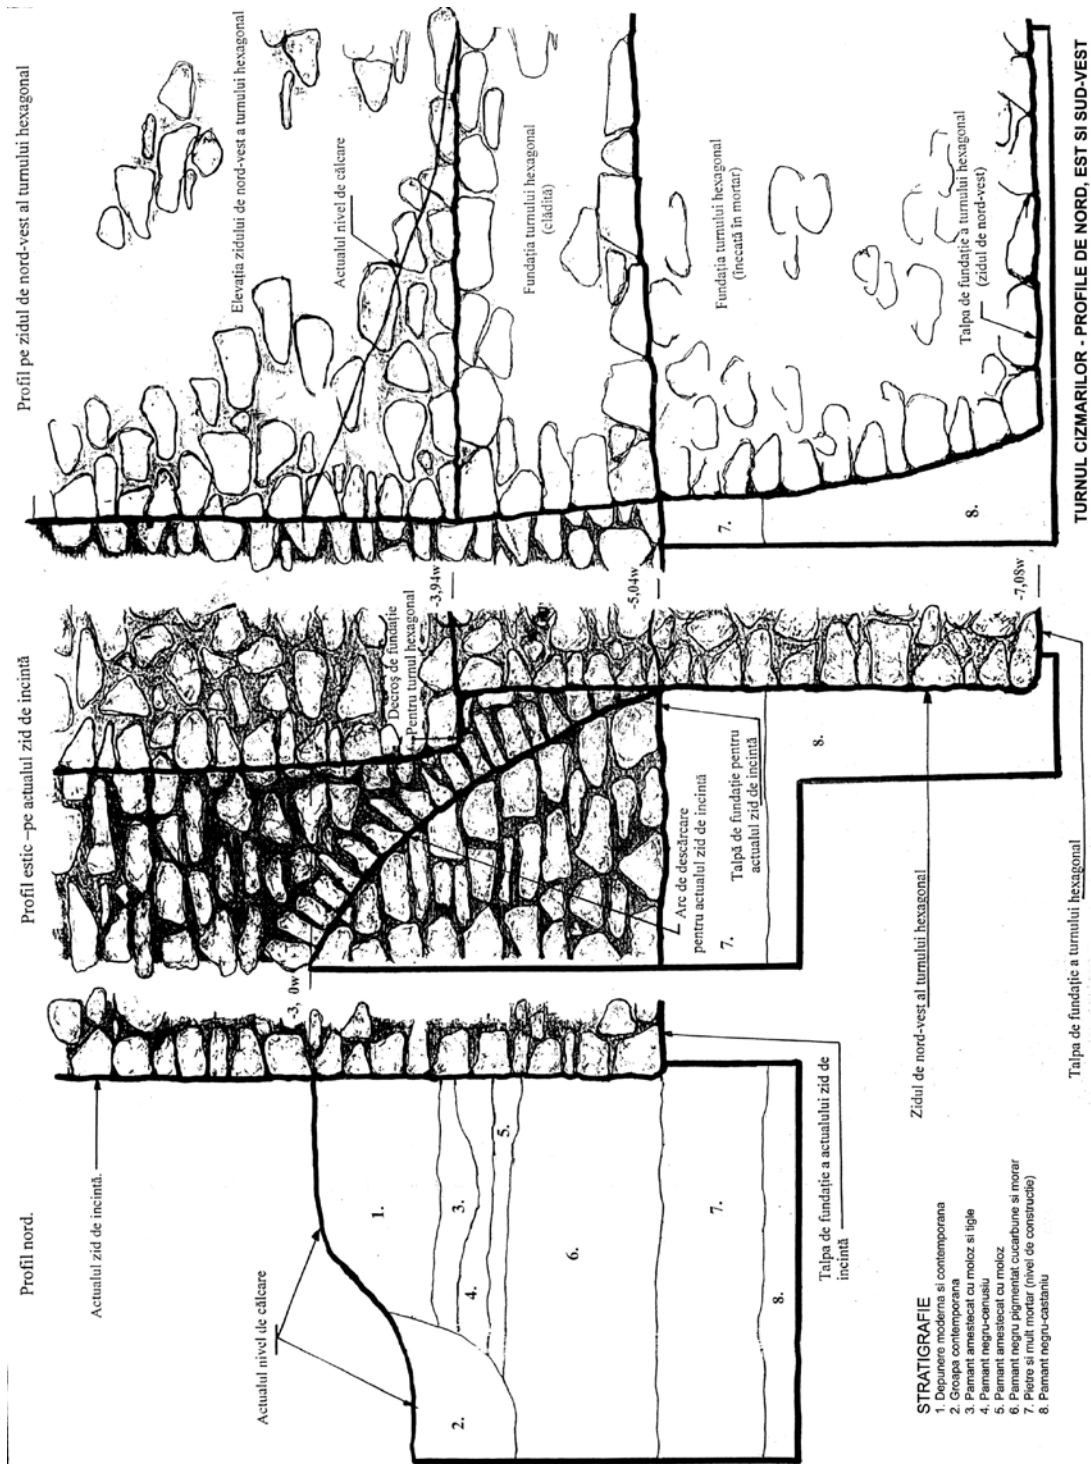 Profil nord.
Profil estic –pe actualul zid de incintă
Profil pe zidul de nord-vest al turnului hexagonal
Actualul zid de incintă.
Actualul nivel de călcare
1.
2.
3.
4.
5.
6.
7.
8.
Talpa de fundație a actualului zid de
incintă
STRATIGRAFIE
1. Depunere moderna si contemporana
2. Groapa contemporana
3. Pamant amestecat cu moloz si tigle
4. Pamant negru-cenusiu
5. Pamant amestecat cu moloz
6. Pamant negru pigmentat cucarbune si morar
7. Pietre si mult mortar (nivel de constructie)
8. Pamant negru-castaniu
Decroș de fundație
Pentru turnul hexagonal
Arc de descărcare
pentru actualul zid de incintă
7.
Talpă de fundație pentru
actualul zid de incintă
8.
Zidul de nord-vest al turnului hexagonal
Talpa de fundație a turnului hexagonal
-3, 0w
-3,94w
-5,04w
-7,08w
Elevația zidului de nord-vest a turnului hexagonal
Actualul nivel de călcare
Fundația turnului hexagonal
(clădită)
Fundația turnului hexagonal
(înecată în mortar)
Talpa de fundație a turnului hexagonal
(zidul de nord-vest)
7.
8.
TURNUL CIZMARILOR - PROFILE DE NORD, EST SI SUD-VEST